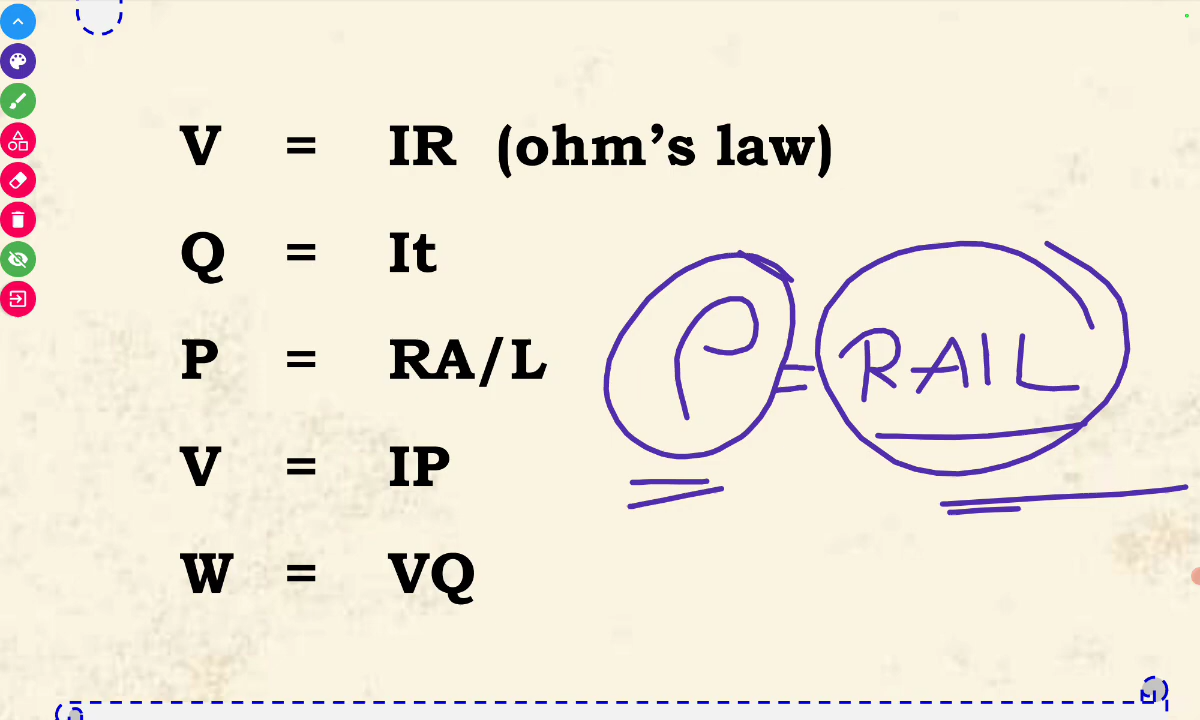 V = IR (ohm's law)
Q = It
P = RA/L
P = RAIL
V = IP
W = VQ